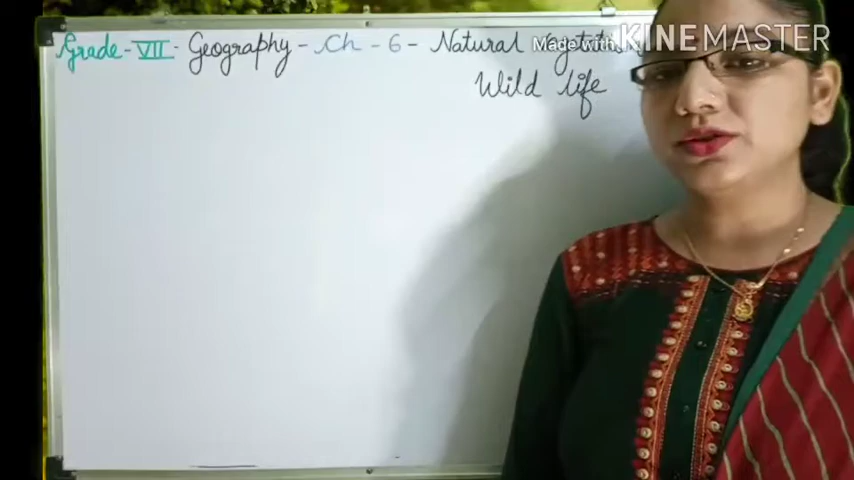 Grade-VII-Geography-Ch-6-Natural
Wild life
Made with KINEMASTER